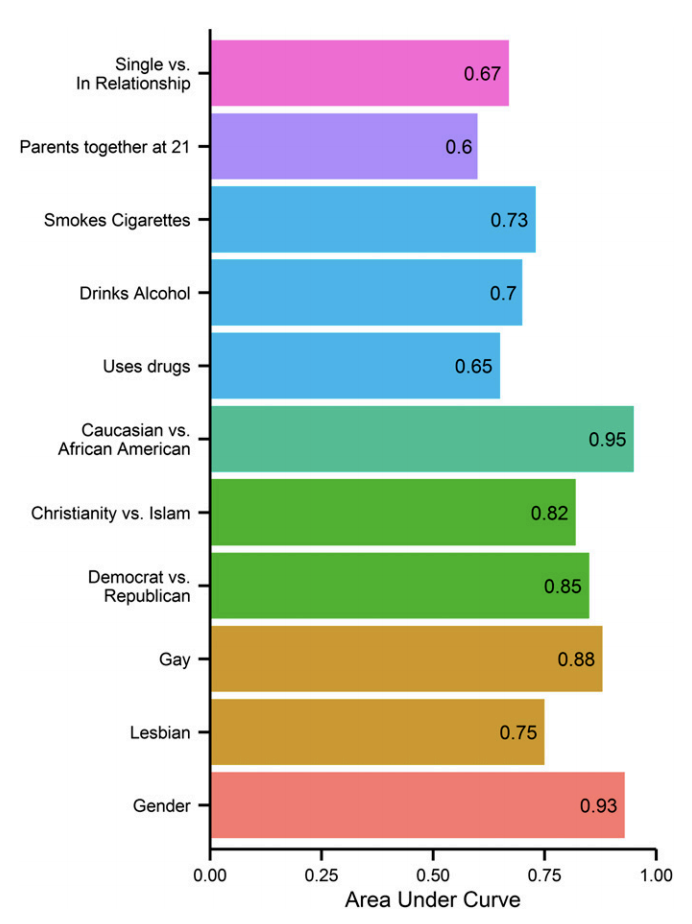 Single vs.
In Relationship
0.67
Parents together at 21
0.6
Smokes Cigarettes
0.73
Drinks Alcohol
0.7
Uses drugs
0.65
Caucasian vs.
African American
0.95
Christianity vs. Islam
0.82
Democrat vs.
Republican
0.85
Gay
0.88
Lesbian
0.75
Gender
0.93
0.00 0.25 0.50 0.75 1.00
Area Under Curve